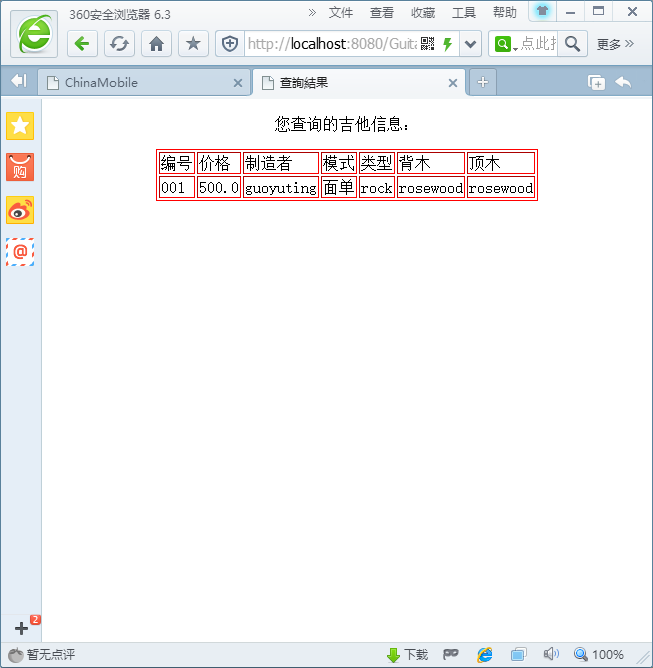 360安全浏览器 6.3
» 文件 查看 收藏 工具 帮助
http://localhost:8080/Guita
点此搜
更多 »
ChinaMobile
查詢結果
购
@
您查询的吉他信息:
编号 价格 制造者 模式 类型 背木 顶木
001 500.0 guoyuting 面单 rock rosewood rosewood
2
暂无点评
下载
100%